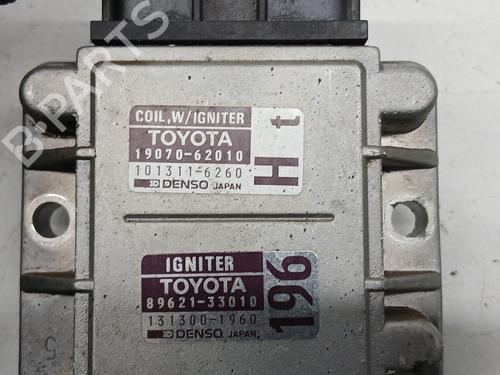 COIL,W/IGNITER
TOYOTA
19070-62010
101311-6260
DENSO JAPAN
H t
IGNITER
TOYOTA
89621-33010
131300-1960
DENSO JAPAN
196
B-PARTS
5